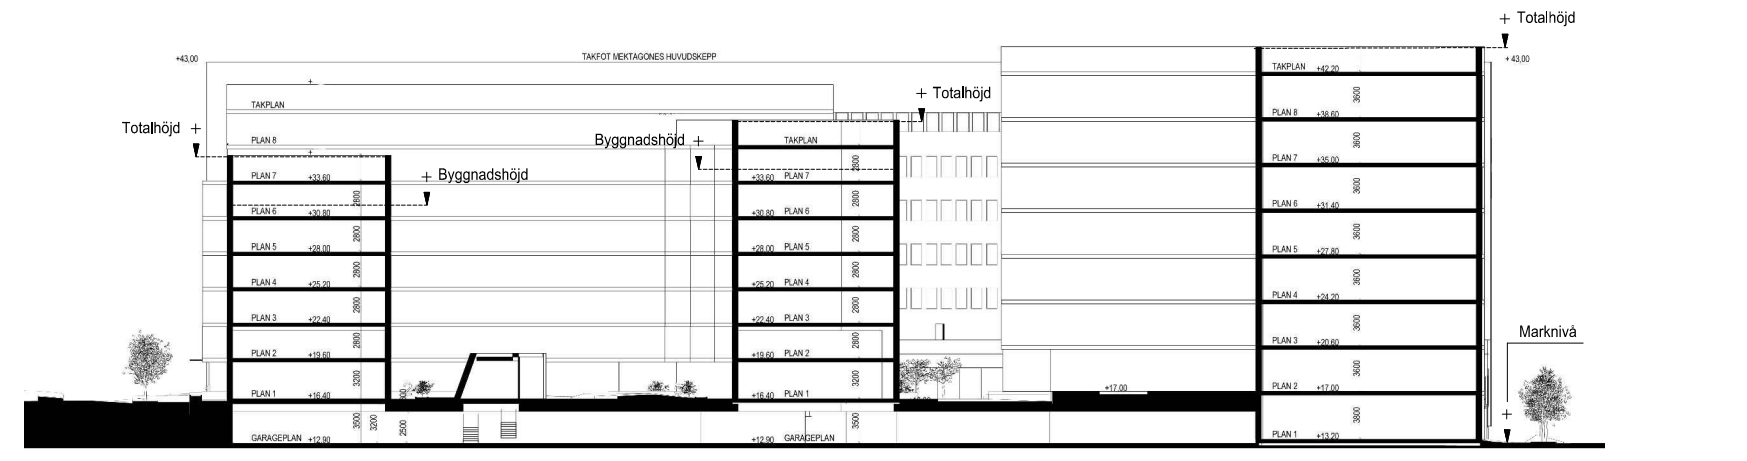 + Totalhöjd
TAKFOT MEKTAGONES HUVUDSKEPP
+43,00
+ 43,00
+
TAKPLAN
PLAN 8
Totalhöjd +
+
PLAN 7 +33.60
+ Byggnadshöjd
PLAN 6 +30.80
2800
PLAN 5 +28.00
2800
PLAN 4 +25.20
2800
PLAN 3 +22.40
2800
PLAN 2 +19.60
2800
PLAN 1 +16.40
3200
GARAGEPLAN +12.90
3500
3200
2500
+ Totalhöjd
Byggnadshöjd +
TAKPLAN
2800
+33.60 PLAN 7
+30.80 PLAN 6
2800
+28.00 PLAN 5
2800
+25.20 PLAN 4
2800
+22.40 PLAN 3
2800
+19.60 PLAN 2
2800
+16.40 PLAN 1
3200
+12.90 GARAGEPLAN
3500
+17.00
TAKPLAN +42.20
3600
PLAN 8 +38.60
3600
PLAN 7 +35.00
3600
PLAN 6 +31.40
3600
PLAN 5 +27.80
3600
PLAN 4 +24.20
3600
PLAN 3 +20.60
3600
PLAN 2 +17.00
3800
PLAN 1 +13.20
Marknivå
+